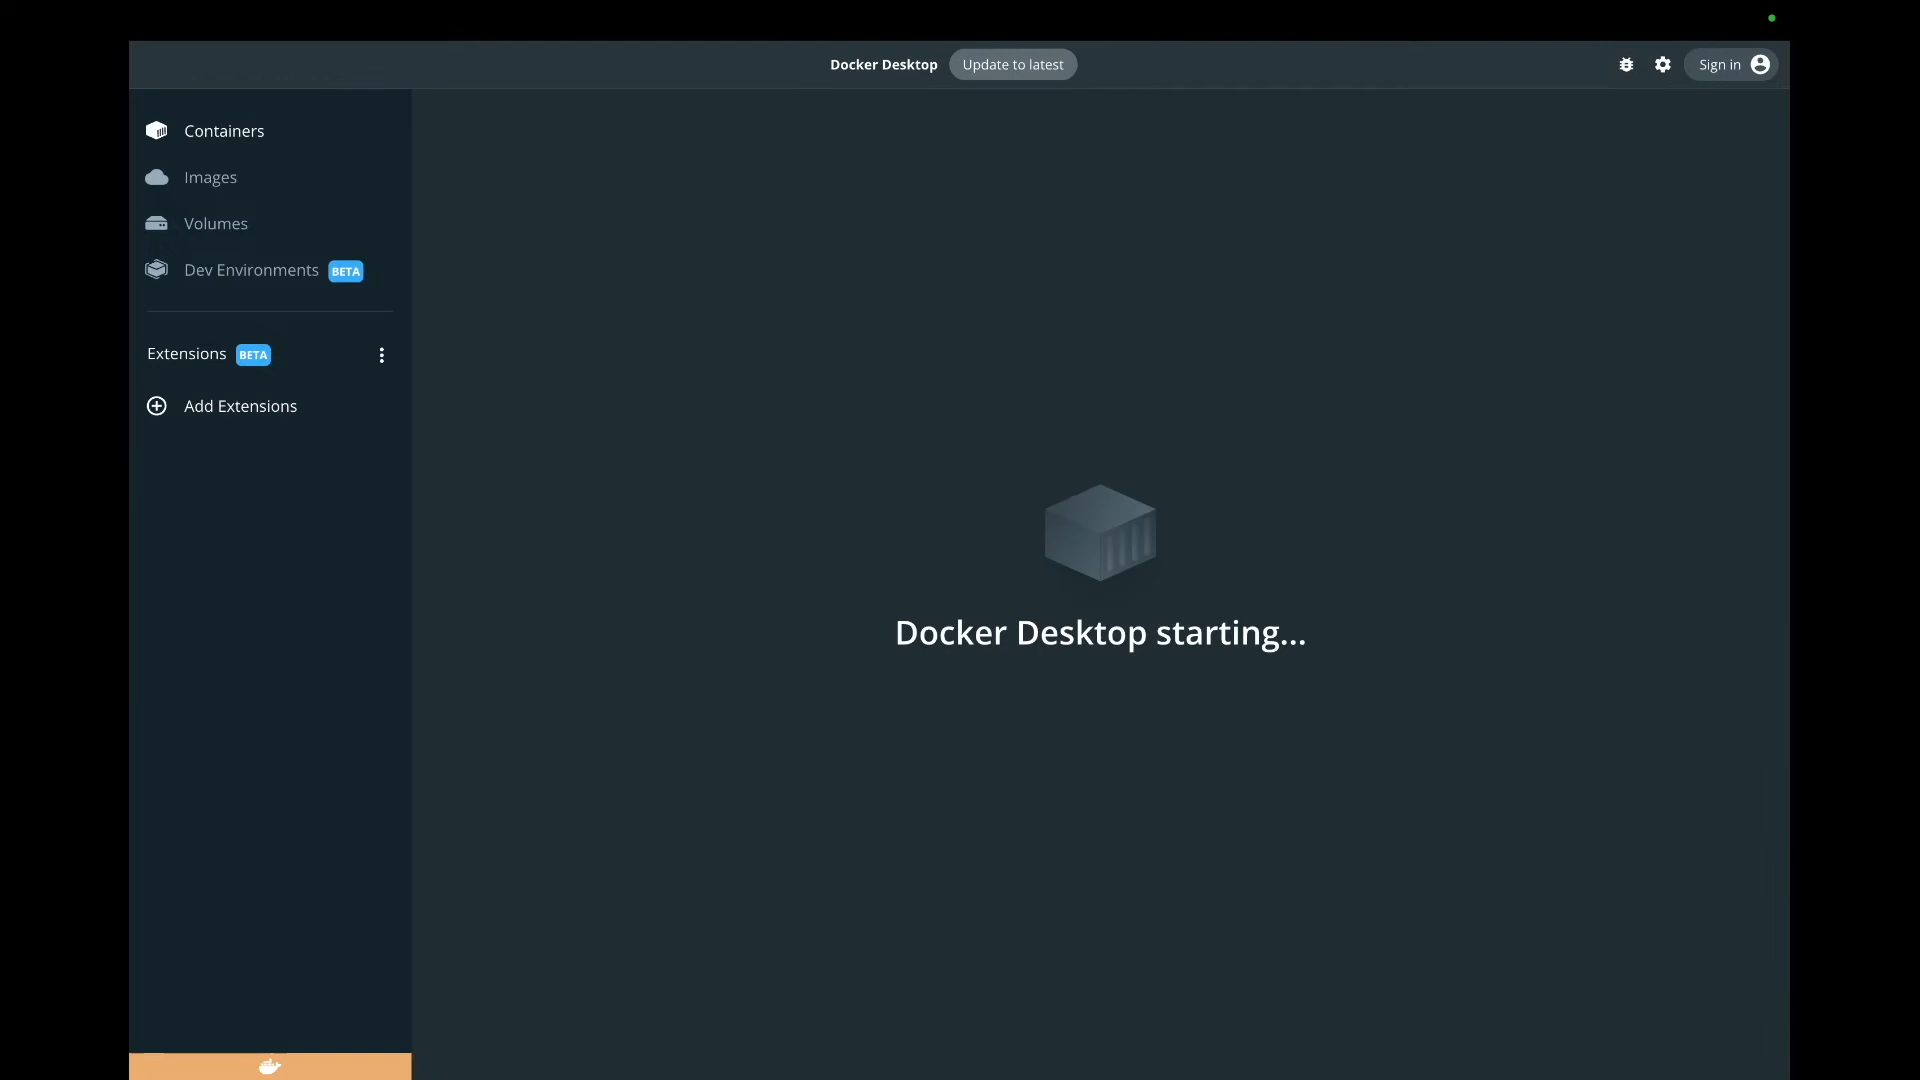 Docker Desktop
Update to latest
Sign in
Containers
Images
Volumes
Dev Environments BETA
Extensions BETA
Add Extensions
Docker Desktop starting...